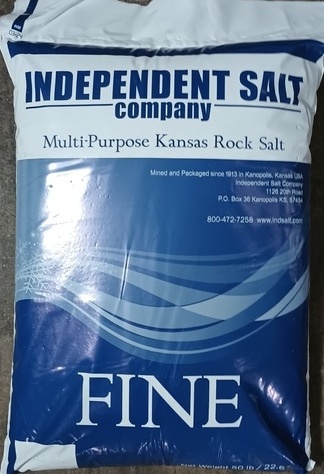 INDEPENDENT SALT
company
Multi-Purpose Kansas Rock Salt
Mined and Packaged since 1913 in Kanopolis, Kansas USA
Independent Salt Company
1126 20th Road
P.O. Box 36 Kanopolis KS, 67454
800-472-7258 www.indsalt.com
FINE
Net Weight 50 lb / 22.6